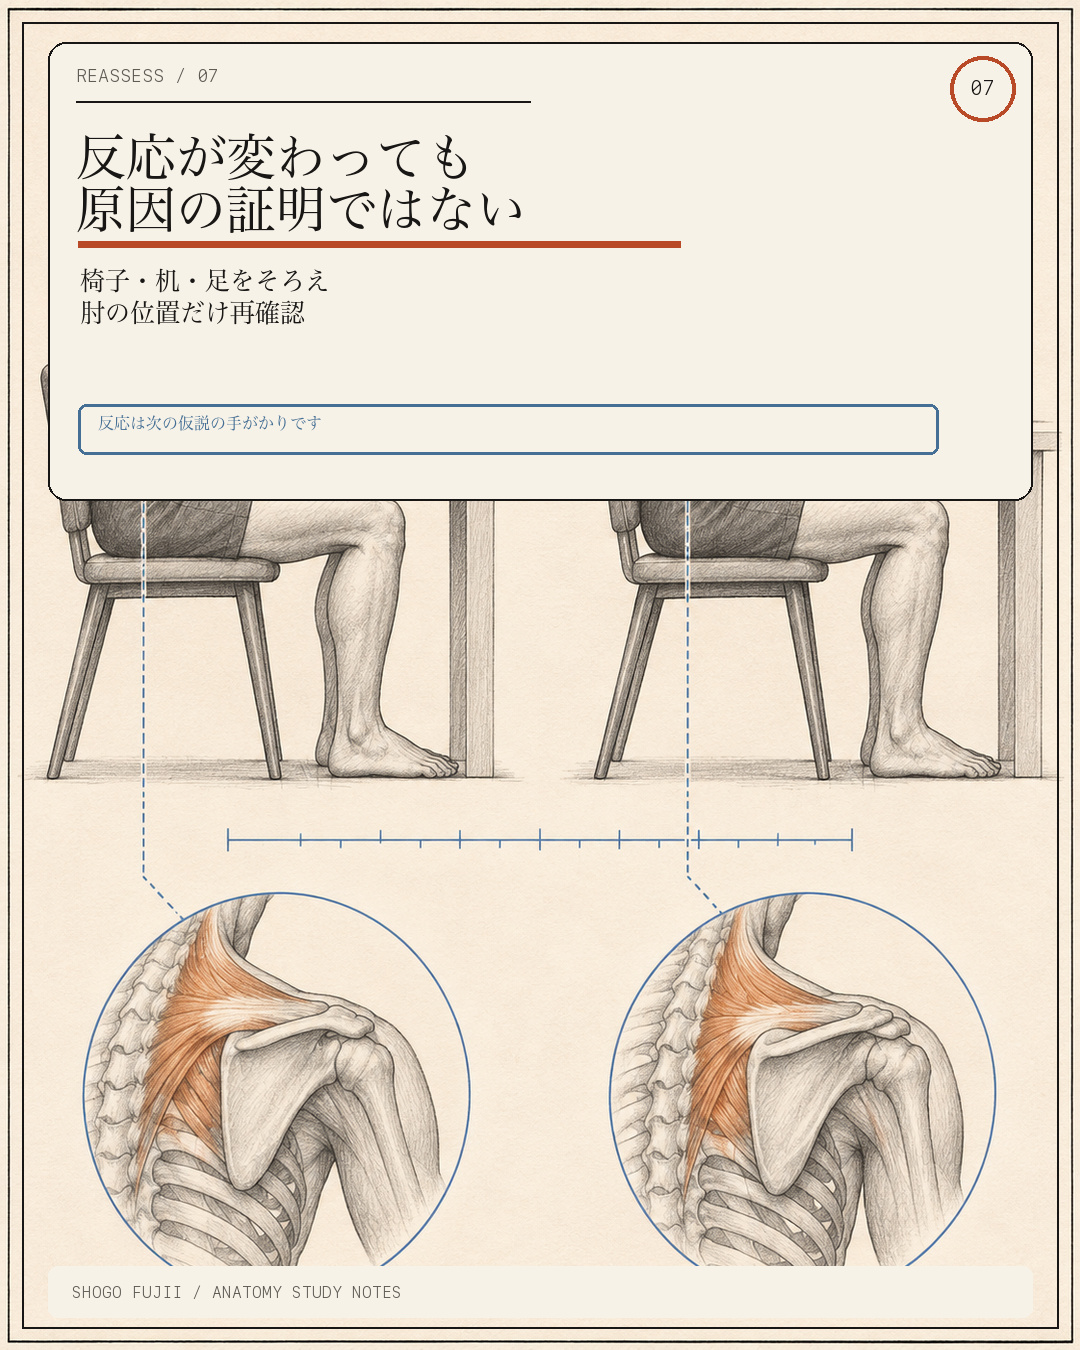 REASSESS / 07
07
反応が変わっても
原因の証明ではない
椅子・机・足をそろえ
肘の位置だけ再確認
反応は次の仮説の手がかりです
SHOGO FUJII / ANATOMY STUDY NOTES